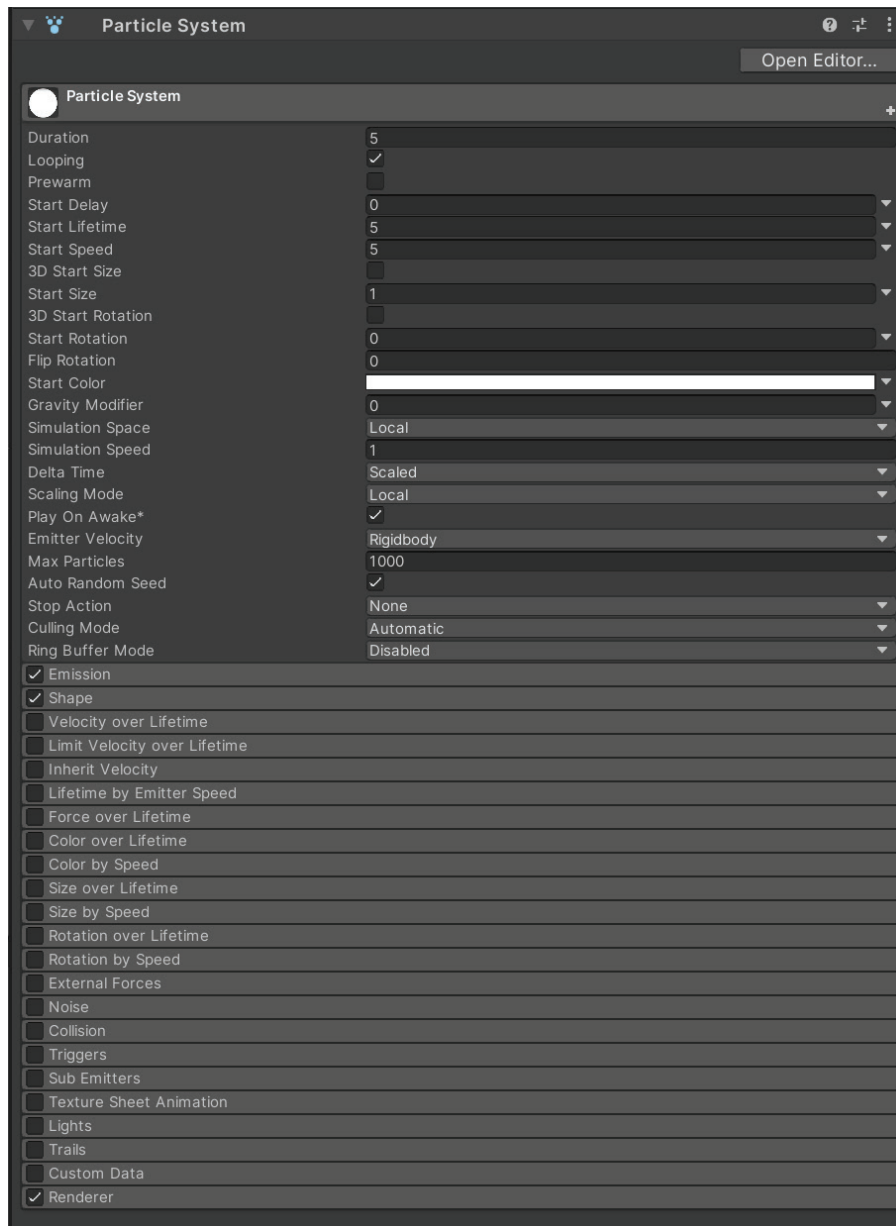 Particle System
Open Editor...
Particle System
Duration 5
Looping
Prewarm
Start Delay 0
Start Lifetime 5
Start Speed 5
3D Start Size
Start Size 1
3D Start Rotation
Start Rotation 0
Flip Rotation 0
Start Color
Gravity Modifier 0
Simulation Space Local
Simulation Speed 1
Delta Time Scaled
Scaling Mode Local
Play On Awake*
Emitter Velocity Rigidbody
Max Particles 1000
Auto Random Seed
Stop Action None
Culling Mode Automatic
Ring Buffer Mode Disabled
Emission
Shape
Velocity over Lifetime
Limit Velocity over Lifetime
Inherit Velocity
Lifetime by Emitter Speed
Force over Lifetime
Color over Lifetime
Color by Speed
Size over Lifetime
Size by Speed
Rotation over Lifetime
Rotation by Speed
External Forces
Noise
Collision
Triggers
Sub Emitters
Texture Sheet Animation
Lights
Trails
Custom Data
Renderer